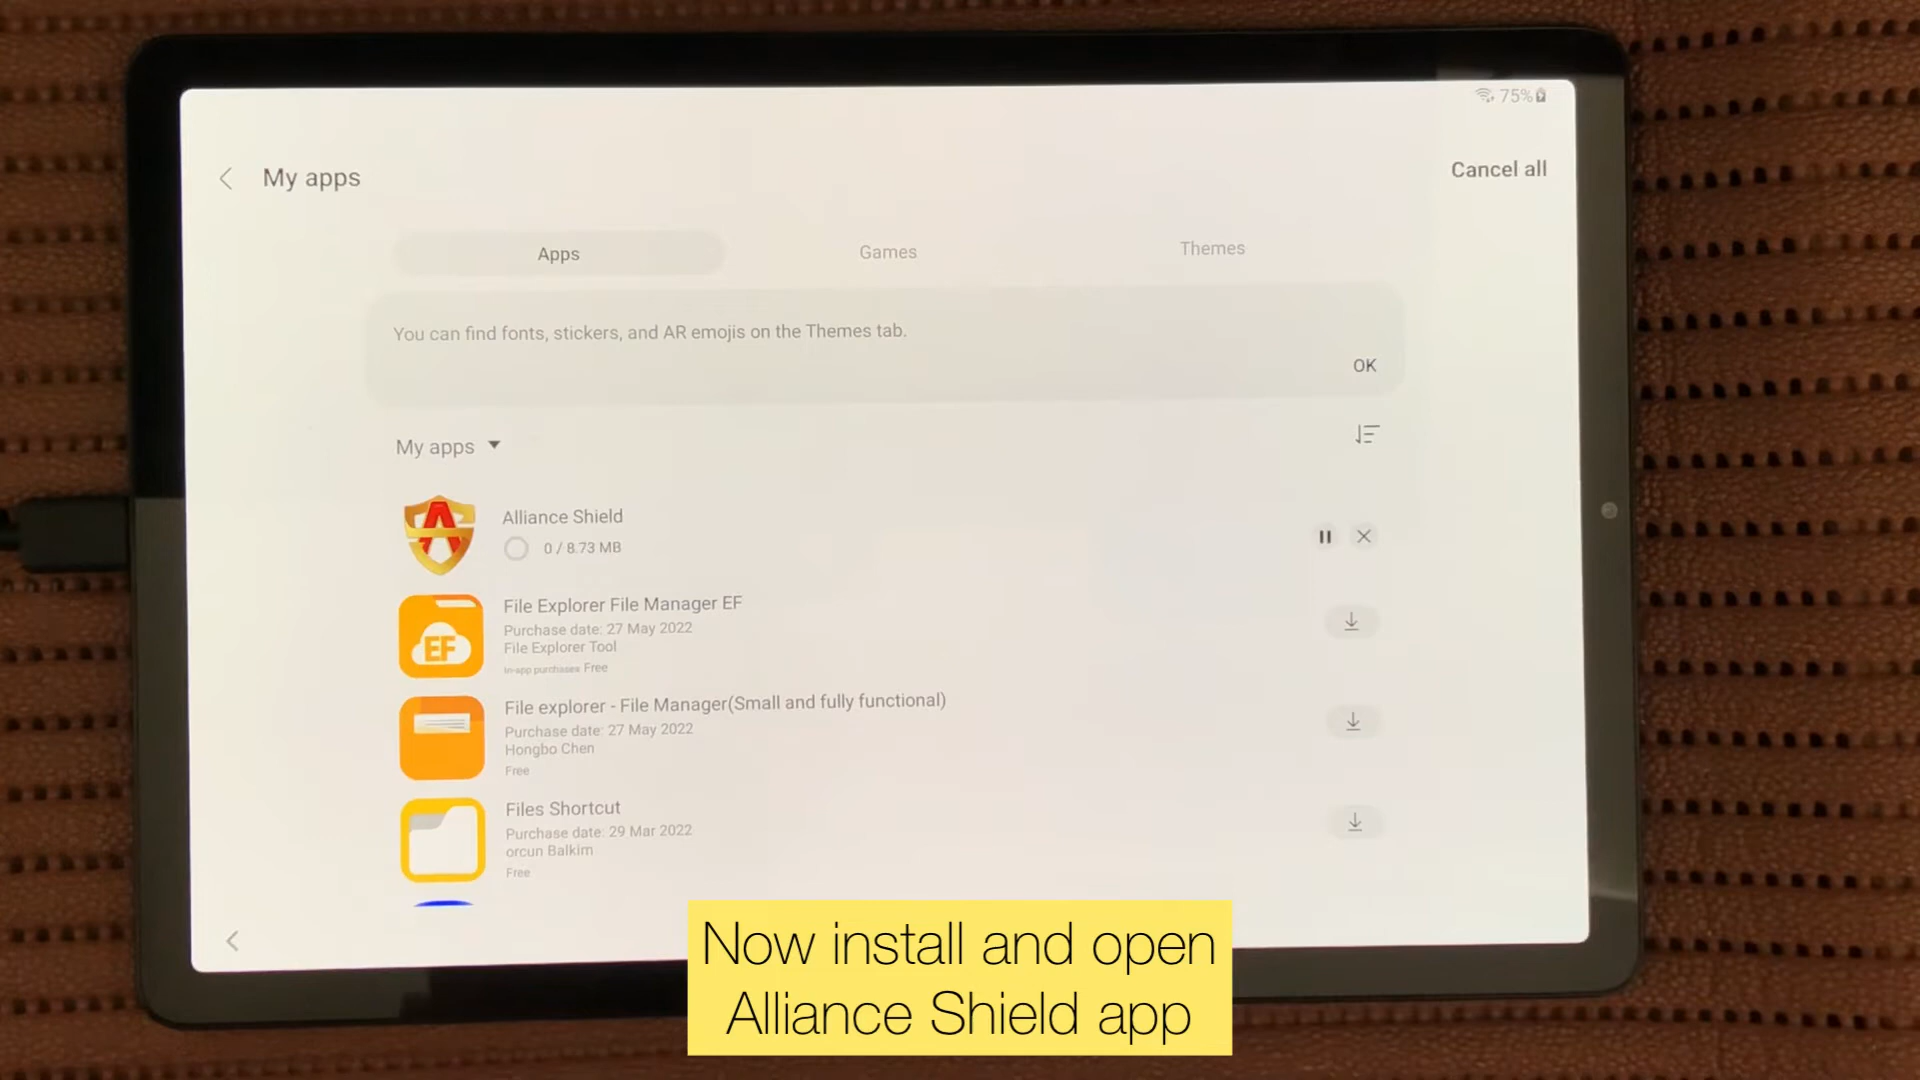 75%
My apps
Cancel all
Apps
Games
Themes
You can find fonts, stickers, and AR emojis on the Themes tab.
OK
My apps
A
Alliance Shield
0 / 8.73 MB
EF
File Explorer File Manager EF
Purchase date: 27 May 2022
File Explorer Tool
In-app purchases Free
File explorer - File Manager(Small and fully functional)
Purchase date: 27 May 2022
Hongbo Chen
Free
Files Shortcut
Purchase date: 29 Mar 2022
orcun Balkim
Free
Now install and open
Alliance Shield app